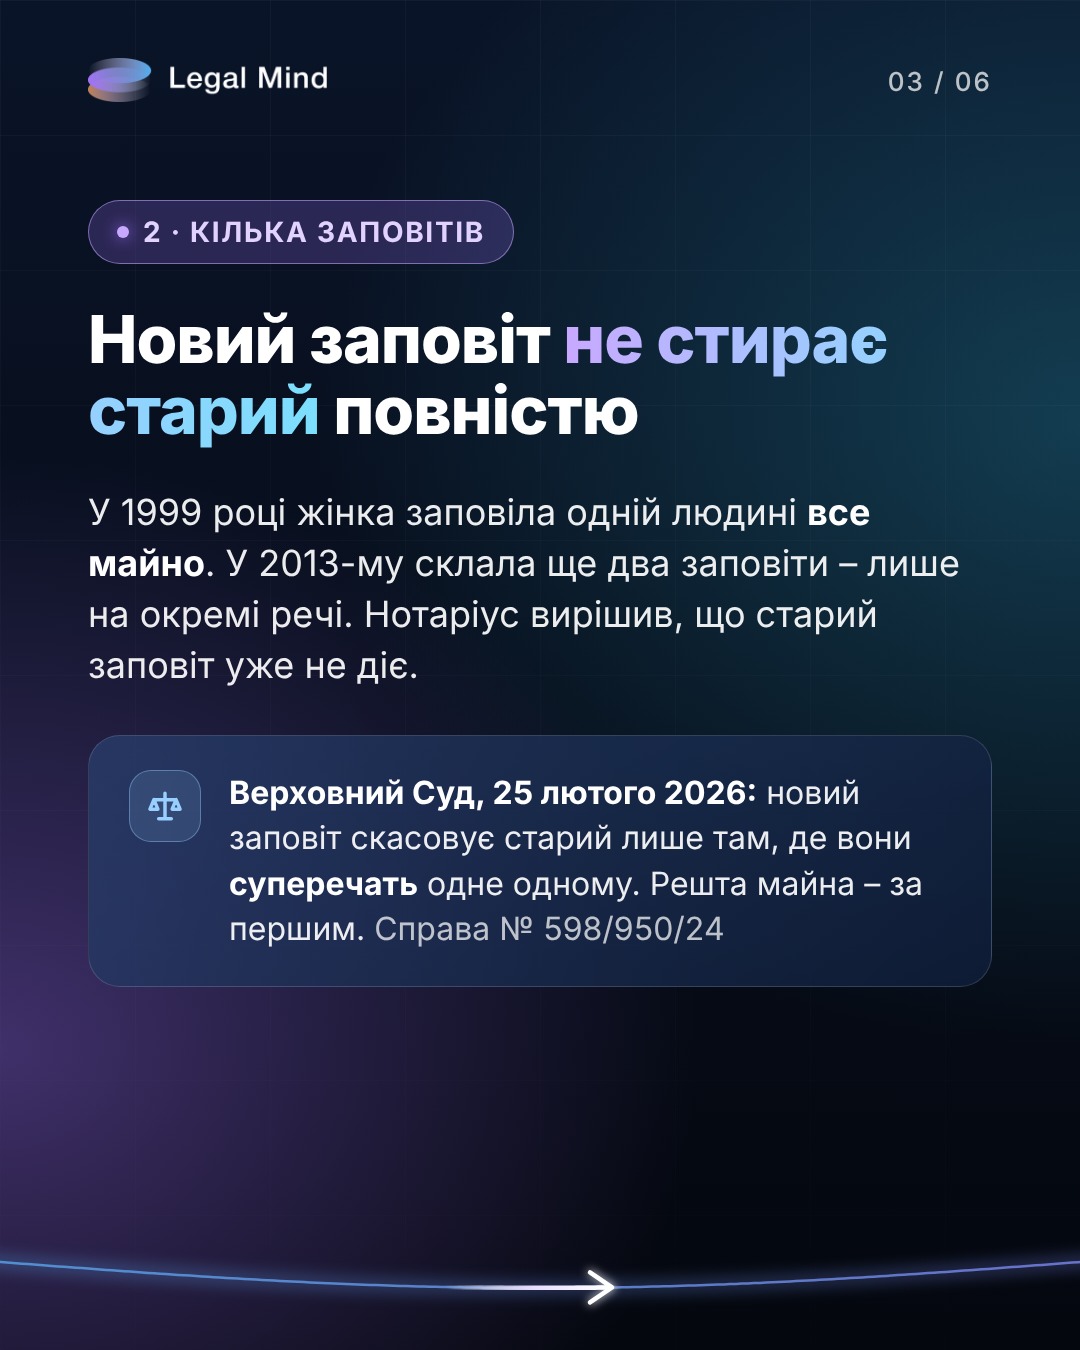 Legal Mind
03 / 06
2 · КІЛЬКА ЗАПОВІТІВ
Новий заповіт не стирає
старий повністю
У 1999 році жінка заповіла одній людині все
майно. У 2013-му склала ще два заповіти – лише
на окремі речі. Нотаріус вирішив, що старий
заповіт уже не діє.
Верховний Суд, 25 лютого 2026: новий
заповіт скасовує старий лише там, де вони
суперечать одне одному. Решта майна – за
першим. Справа № 598/950/24